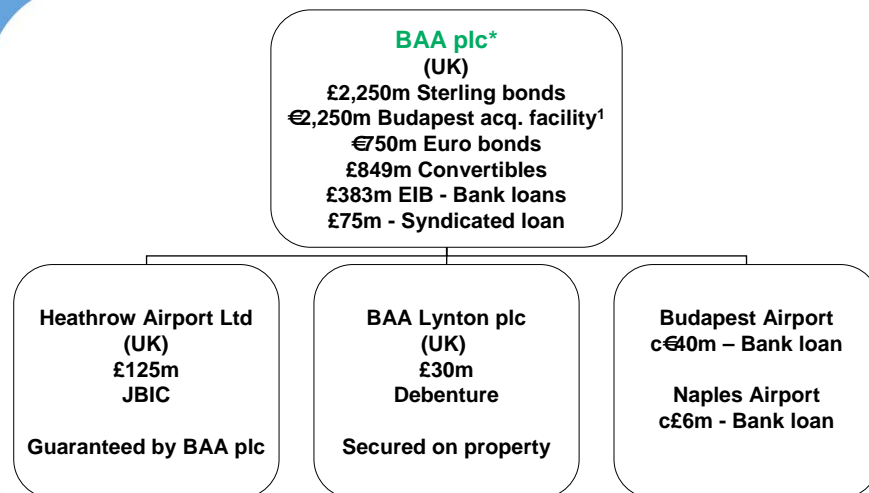 BAA plc*
(UK)
£2,250m Sterling bonds
€2,250m Budapest acq. facility¹
€750m Euro bonds
£849m Convertibles
£383m EIB - Bank loans
£75m - Syndicated loan
Heathrow Airport Ltd
(UK)
£125m
JBIC
Guaranteed by BAA plc
BAA Lynton plc
(UK)
£30m
Debenture
Secured on property
Budapest Airport
c€40m – Bank loan
Naples Airport
c£6m - Bank loan